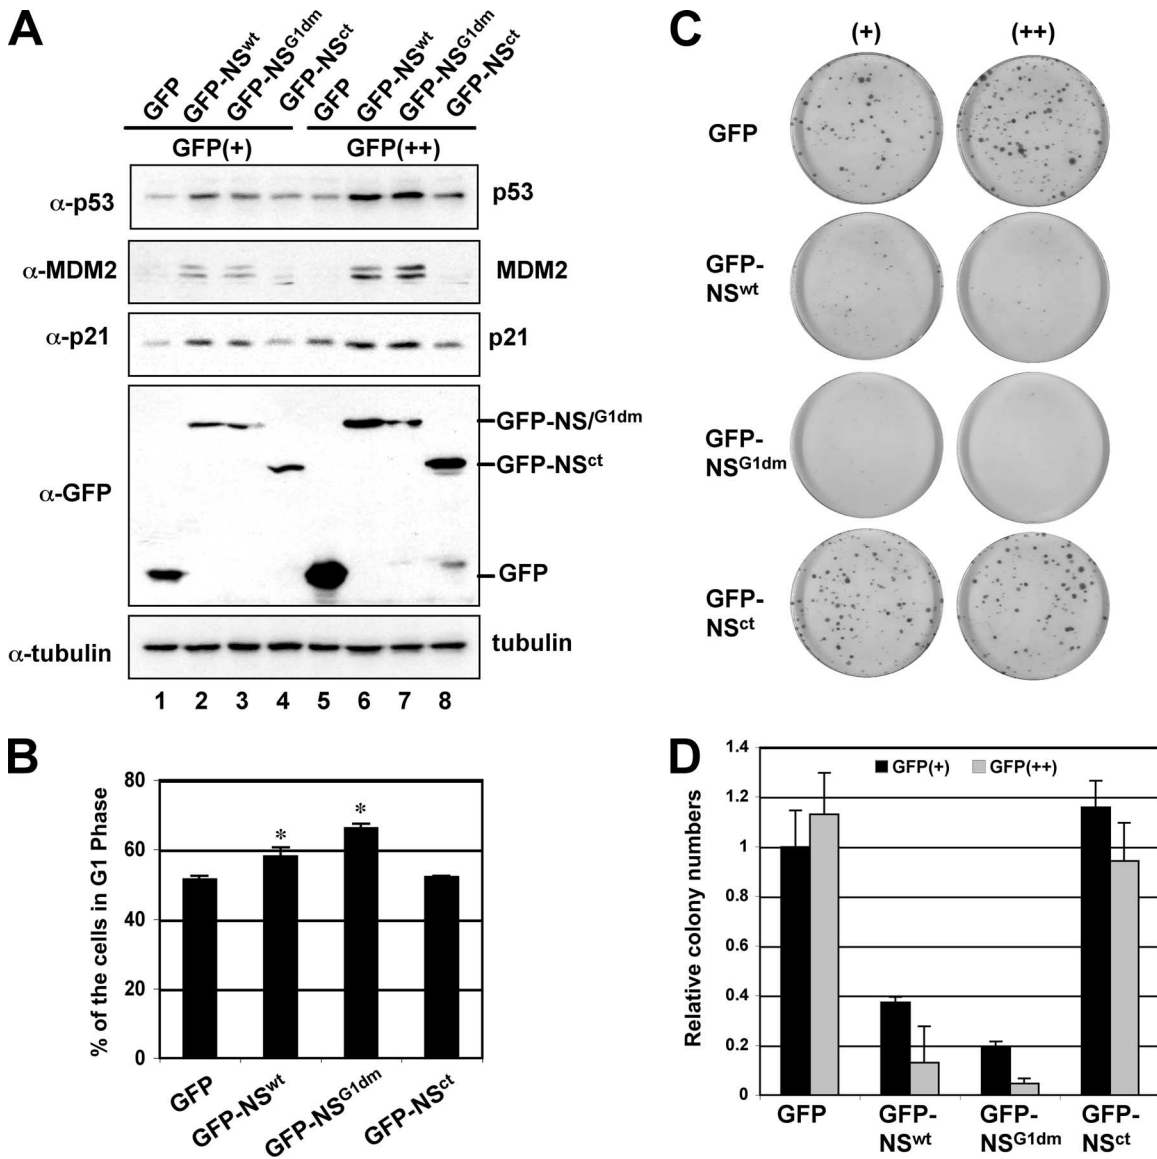 A
GFP
GFP-NSwt
GFP-NSG1dm
GFP-NSct
GFP
GFP-NSwt
GFP-NSG1dm
GFP-NSct
GFP(+) GFP(++)
α-p53 p53
α-MDM2 MDM2
α-p21 p21
GFP-NS/G1dm
GFP-NSct
α-GFP
GFP
α-tubulin tubulin
1 2 3 4 5 6 7 8
B
% of the cells in G1 Phase
80
60
40
20
0
* *
GFP
GFP-NSwt
GFP-NSG1dm
GFP-NSct
C
(+) (++)
GFP
GFP-
NSwt
GFP-
NSG1dm
GFP-
NSct
D
Relative colony numbers
1.4
1.2
1
0.8
0.6
0.4
0.2
0
GFP(+) GFP(++)
GFP
GFP-
NSwt
GFP-
NSG1dm
GFP-
NSct